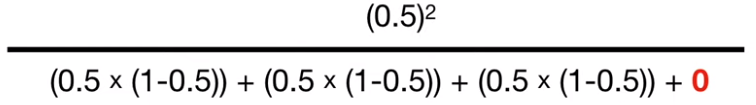 (0.5)²
(0.5 x (1-0.5)) + (0.5 x (1-0.5)) + (0.5 x (1-0.5)) + 0